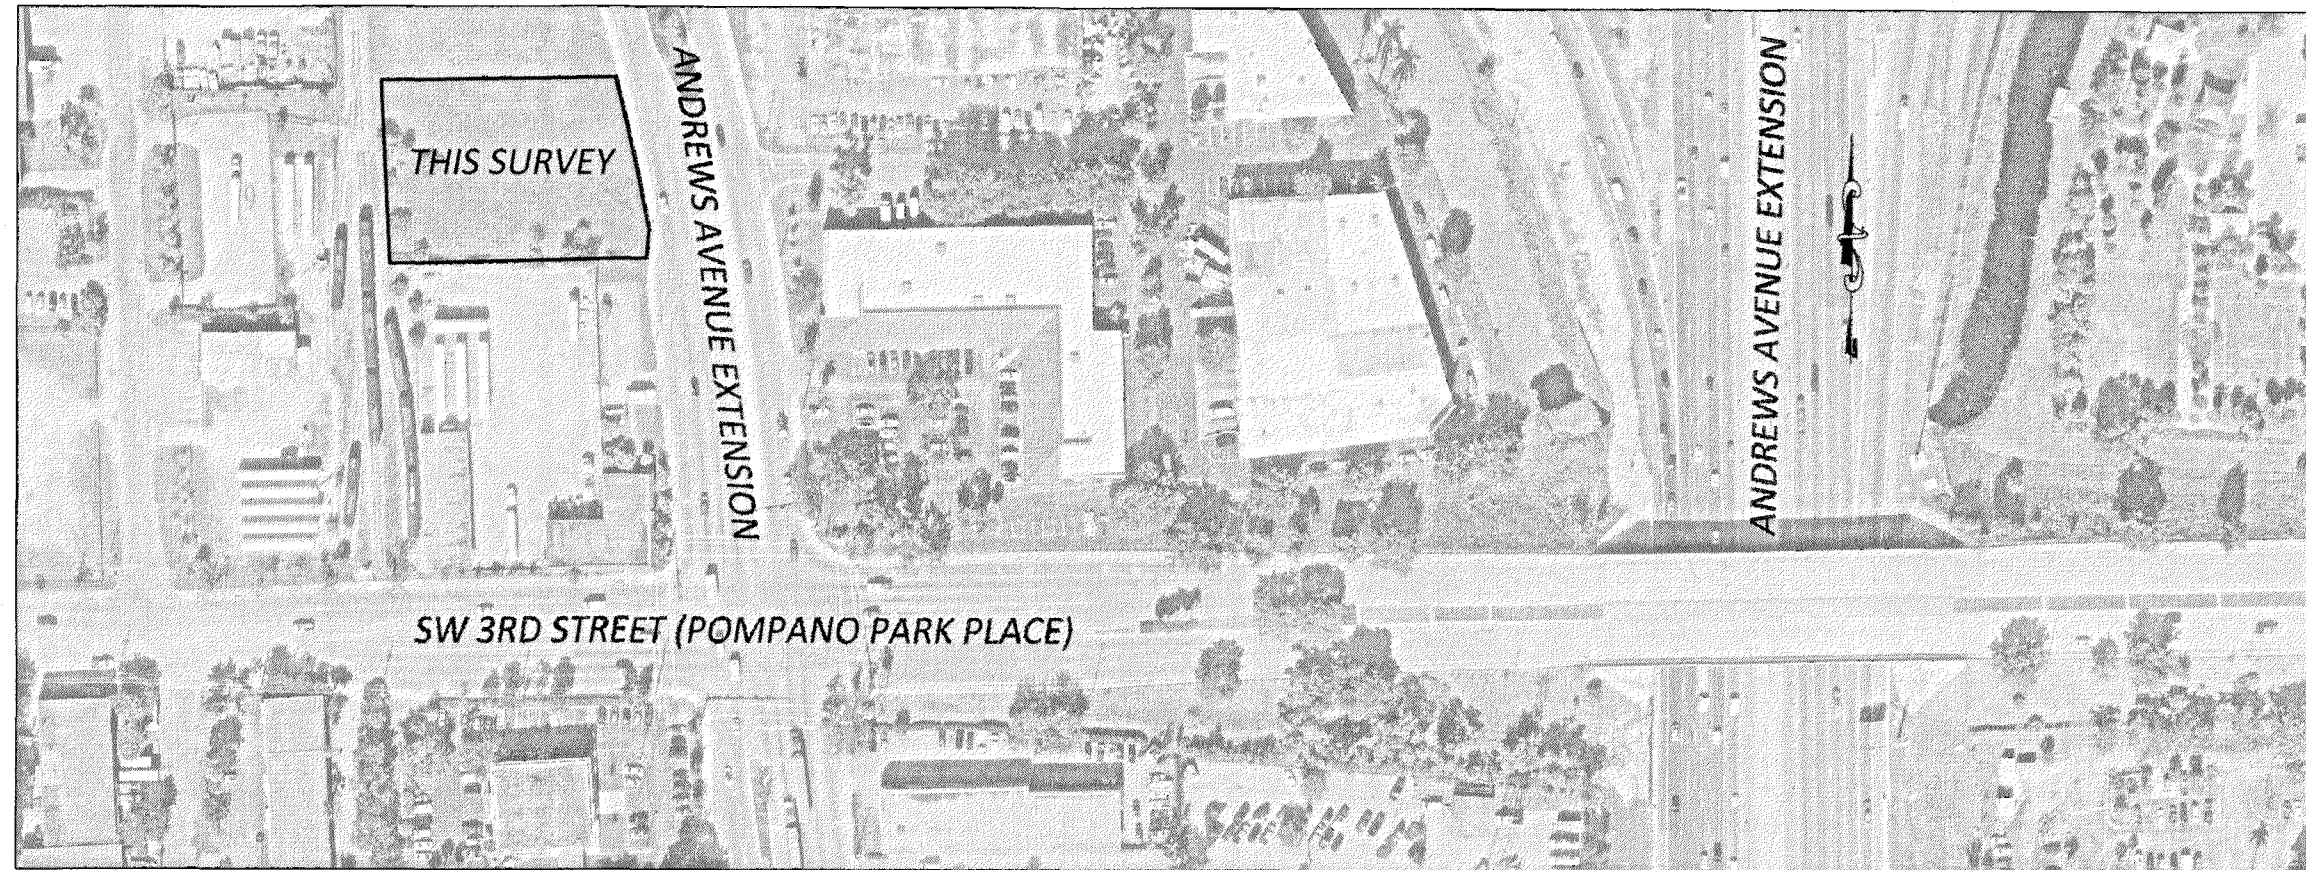 THIS SURVEY
ANDREWS AVENUE EXTENSION
ANDREWS AVENUE EXTENSION
SW 3RD STREET (POMPANO PARK PLACE)